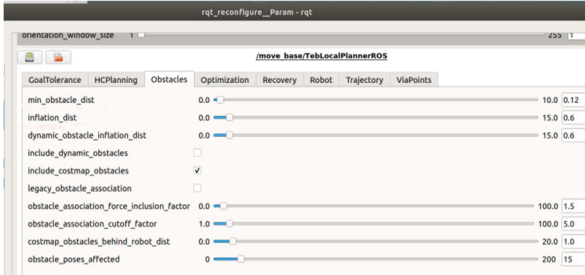 rqt_reconfigure__Param - rqt
orientation_window_size 1 255 1
/move_base/TebLocalPlannerROS
GoalTolerance HCPlanning Obstacles Optimization Recovery Robot Trajectory ViaPoints
min_obstacle_dist 0.0 10.0 0.12
inflation_dist 0.0 15.0 0.6
dynamic_obstacle_inflation_dist 0.0 15.0 0.6
include_dynamic_obstacles
include_costmap_obstacles
legacy_obstacle_association
obstacle_association_force_inclusion_factor 0.0 100.0 1.5
obstacle_association_cutoff_factor 1.0 100.0 5.0
costmap_obstacles_behind_robot_dist 0.0 20.0 1.0
obstacle_poses_affected 0 200 15